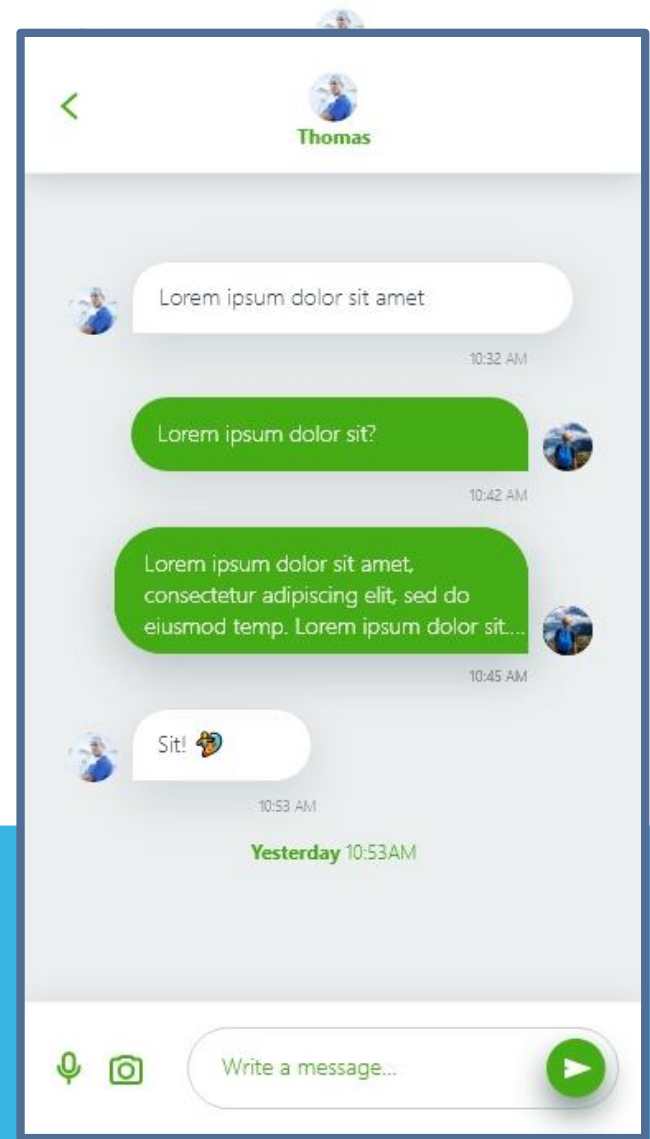 Thomas
Lorem ipsum dolor sit amet
10:32 AM
Lorem ipsum dolor sit?
10:42 AM
Lorem ipsum dolor sit amet,
consectetur adipiscing elit, sed do
eiusmod temp. Lorem ipsum dolor sit....
10:45 AM
Sit!
10:53 AM
Yesterday 10:53AM
Write a message...